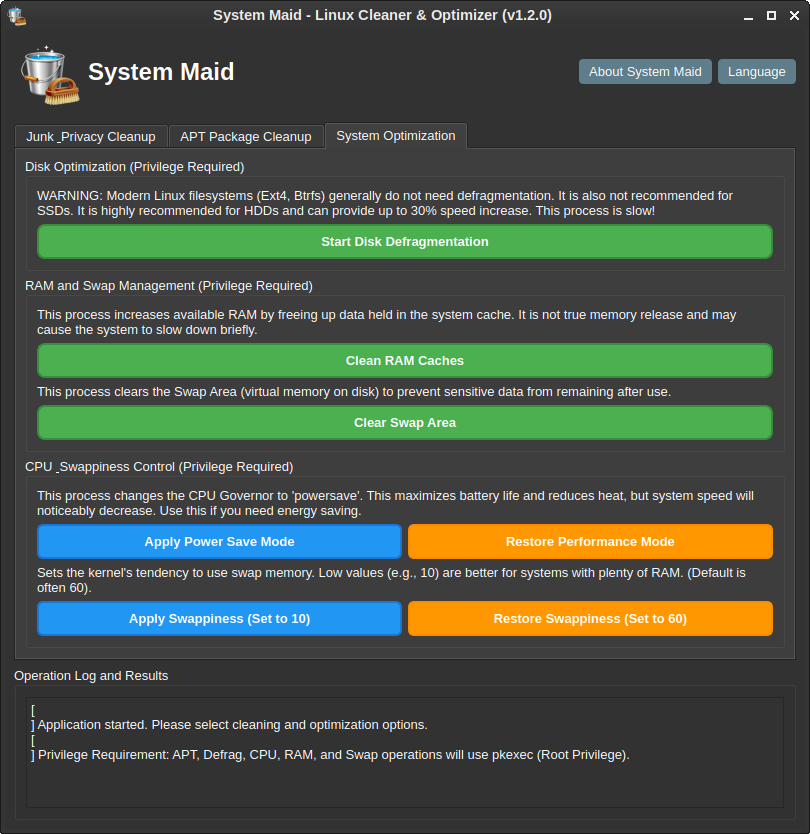 System Maid - Linux Cleaner & Optimizer (v1.2.0)
System Maid
About System Maid
Language
Junk _Privacy Cleanup
APT Package Cleanup
System Optimization
Disk Optimization (Privilege Required)
WARNING: Modern Linux filesystems (Ext4, Btrfs) generally do not need defragmentation. It is also not recommended for
SSDs. It is highly recommended for HDDs and can provide up to 30% speed increase. This process is slow!
Start Disk Defragmentation
RAM and Swap Management (Privilege Required)
This process increases available RAM by freeing up data held in the system cache. It is not true memory release and may
cause the system to slow down briefly.
Clean RAM Caches
This process clears the Swap Area (virtual memory on disk) to prevent sensitive data from remaining after use.
Clear Swap Area
CPU _Swappiness Control (Privilege Required)
This process changes the CPU Governor to 'powersave'. This maximizes battery life and reduces heat, but system speed will
noticeably decrease. Use this if you need energy saving.
Apply Power Save Mode
Restore Performance Mode
Sets the kernel's tendency to use swap memory. Low values (e.g., 10) are better for systems with plenty of RAM. (Default is
often 60).
Apply Swappiness (Set to 10)
Restore Swappiness (Set to 60)
Operation Log and Results
[
] Application started. Please select cleaning and optimization options.
[
] Privilege Requirement: APT, Defrag, CPU, RAM, and Swap operations will use pkexec (Root Privilege).